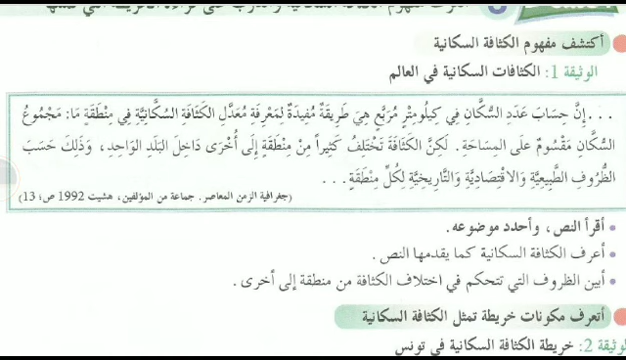 أكتشف مفهوم الكثافة السكانية
الوثيقة 1: الكثافات السكانية في العالم
...إِنَّ حِسَابَ عَدَدِ السُّكَّانِ فِي كِيلُومِتْرٍ مُرَبَّعٍ هِيَ طَرِيقَةٌ مُفِيدَةٌ لِمَعْرِفَةِ مُعَدَّلِ الكَثَافَةِ السُّكَّانِيَّةِ فِي مِنْطَقَةٍ مَا: مَجْمُوعُ
السُّكَّانِ مَقْسُومٌ عَلَى المِسَاحَةِ. لَكِنَّ الكَثَافَةَ تَخْتَلِفُ كَثِيراً مِنْ مِنْطَقَةٍ إِلَى أُخْرَى دَاخِلَ البَلَدِ الوَاحِدِ، وَذَلِكَ حَسَبَ
الظُّرُوفِ الطَّبِيعِيَّةِ وَالاقْتِصَادِيَّةِ وَالتَّارِيخِيَّةِ لِكُلِّ مِنْطَقَةٍ...
(جغرافية الزمن المعاصر. جماعة من المؤلفين، هشيت 1992 ص، 13)
• أقرأ النص، وأحدد موضوعه.
• أعرف الكثافة السكانية كما يقدمها النص.
• أبين الظروف التي تتحكم في اختلاف الكثافة من منطقة إلى أخرى.
أتعرف مكونات خريطة تمثل الكثافة السكانية
الوثيقة 2: خريطة الكثافة السكانية في تونس